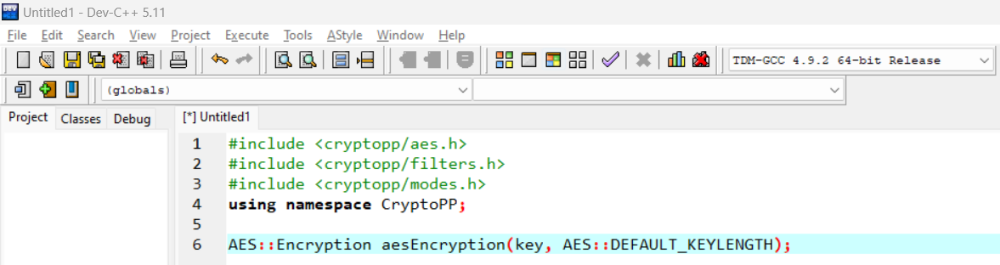 DEV Untitled1 - Dev-C++ 5.11
File Edit Search View Project Execute Tools AStyle Window Help
TDM-GCC 4.9.2 64-bit Release
(globals)
Project Classes Debug [*] Untitled1
1 #include <cryptopp/aes.h>
2 #include <cryptopp/filters.h>
3 #include <cryptopp/modes.h>
4 using namespace CryptoPP;
5
6 AES::Encryption aesEncryption(key, AES::DEFAULT_KEYLENGTH);